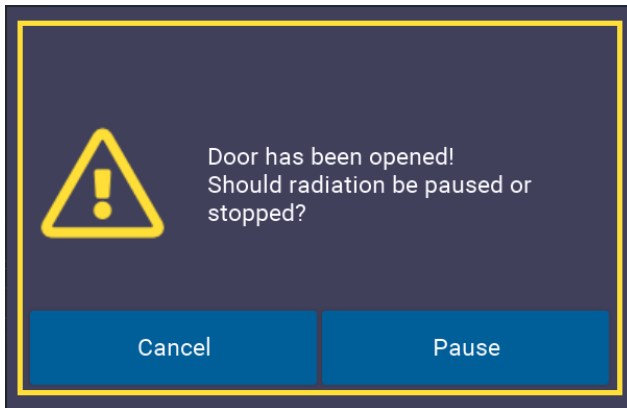 Door has been opened!
Should radiation be paused or
stopped?
Cancel
Pause